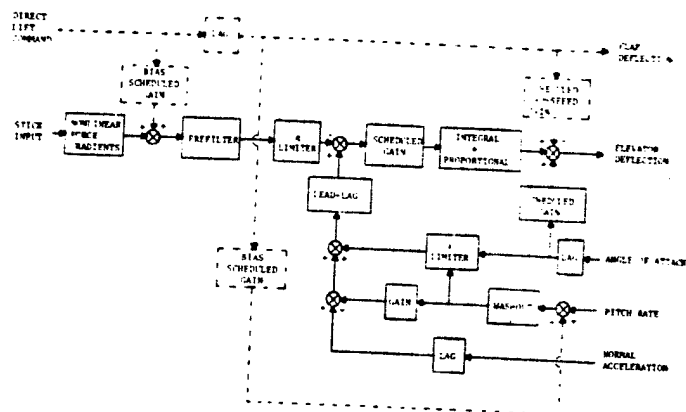 DIRECT
LIFT
COMMAND
LAG
FLAP
DEFLECTION
BIAS
SCHEDULED
GAIN
STICK
INPUT
NONLINEAR
FORCE
GRADIENTS
PREFILTER
LIMITER
SCHEDULED
GAIN
INTEGRAL
+
PROPORTIONAL
ELEVATOR
DEFLECTION
LEAD-LAG
SCHEDULED
GAIN
BIAS
SCHEDULED
GAIN
LIMITER
LAG
ANGLE OF ATTACK
GAIN
WASHOUT
PITCH RATE
LAG
NORMAL
ACCELERATION